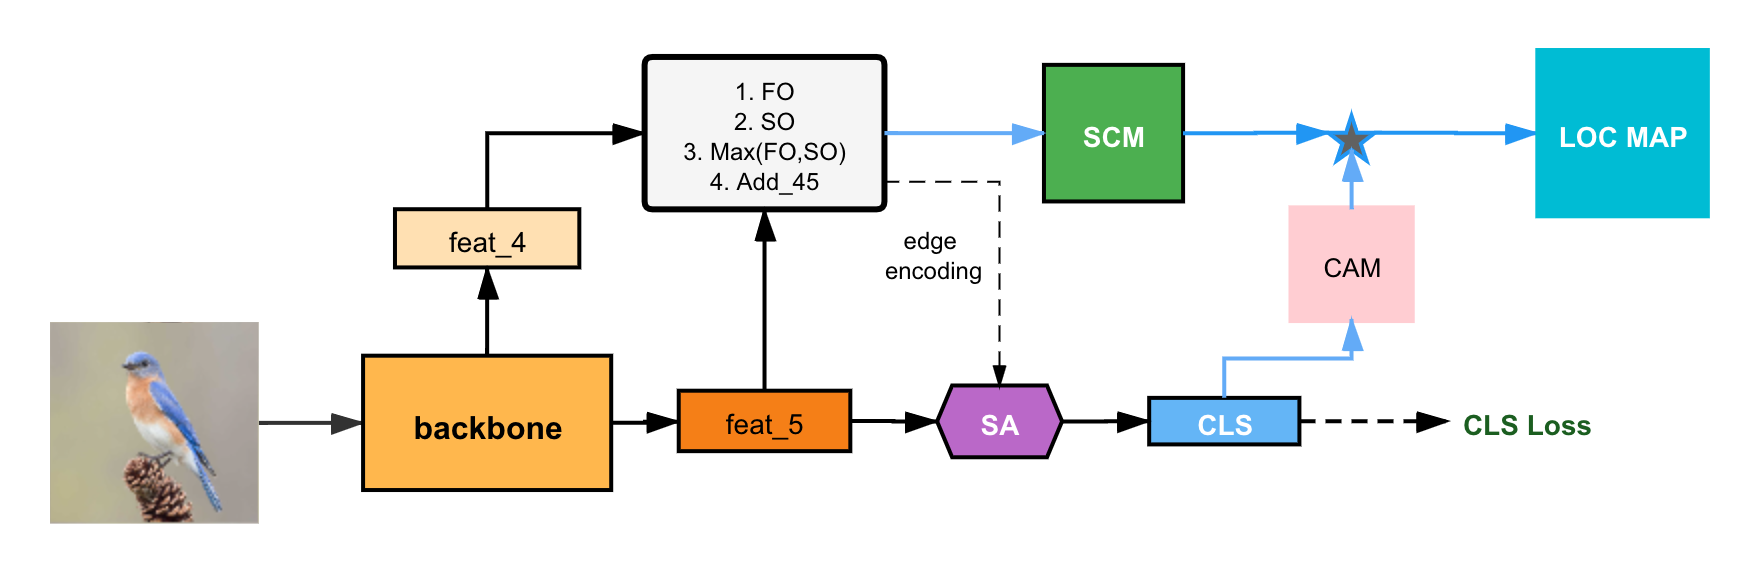 1. FO
2. SO
3. Max(FO,SO)
4. Add_45
SCM
LOC MAP
feat_4
edge
encoding
CAM
backbone
feat_5
SA
CLS
CLS Loss